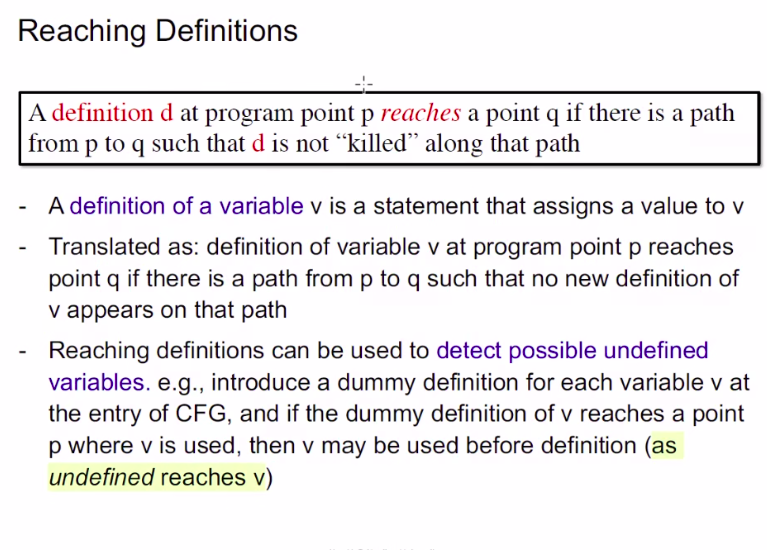 Reaching Definitions
A definition d at program point p reaches a point q if there is a path
from p to q such that d is not “killed” along that path
- A definition of a variable v is a statement that assigns a value to v
- Translated as: definition of variable v at program point p reaches
point q if there is a path from p to q such that no new definition of
v appears on that path
- Reaching definitions can be used to detect possible undefined
variables. e.g., introduce a dummy definition for each variable v at
the entry of CFG, and if the dummy definition of v reaches a point
p where v is used, then v may be used before definition (as
undefined reaches v)